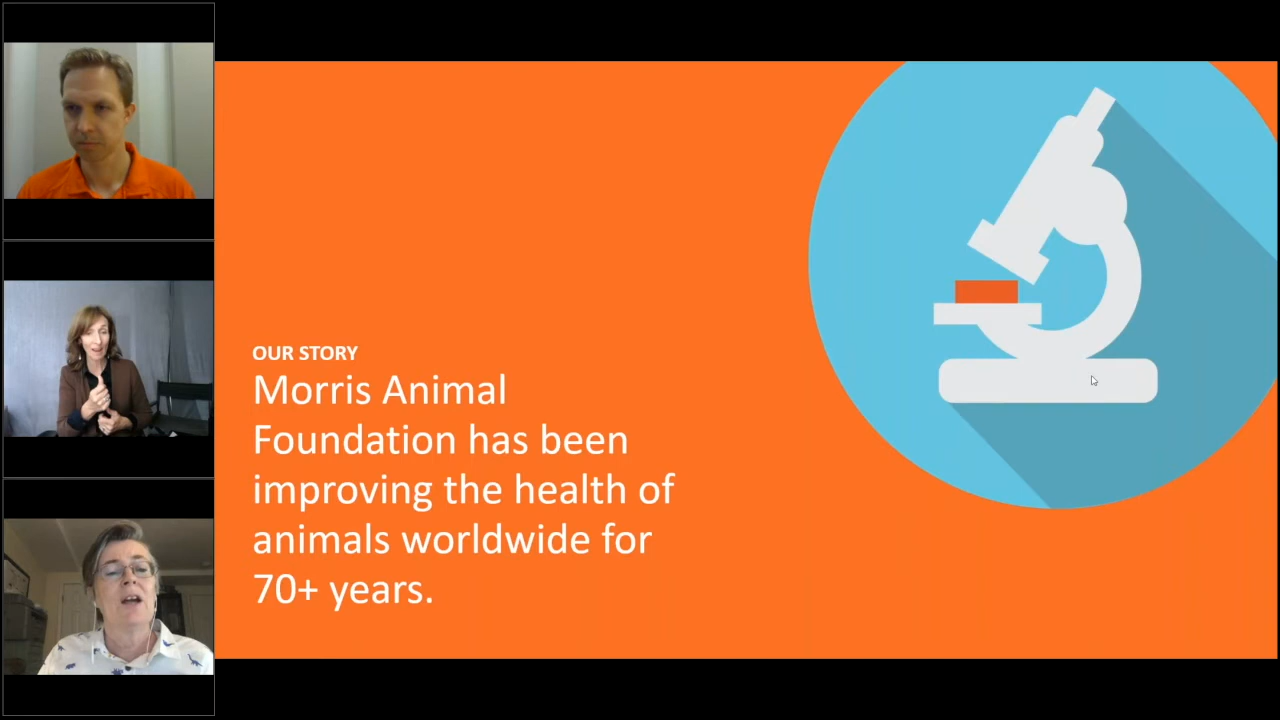 OUR STORY
Morris Animal
Foundation has been
improving the health of
animals worldwide for
70+ years.